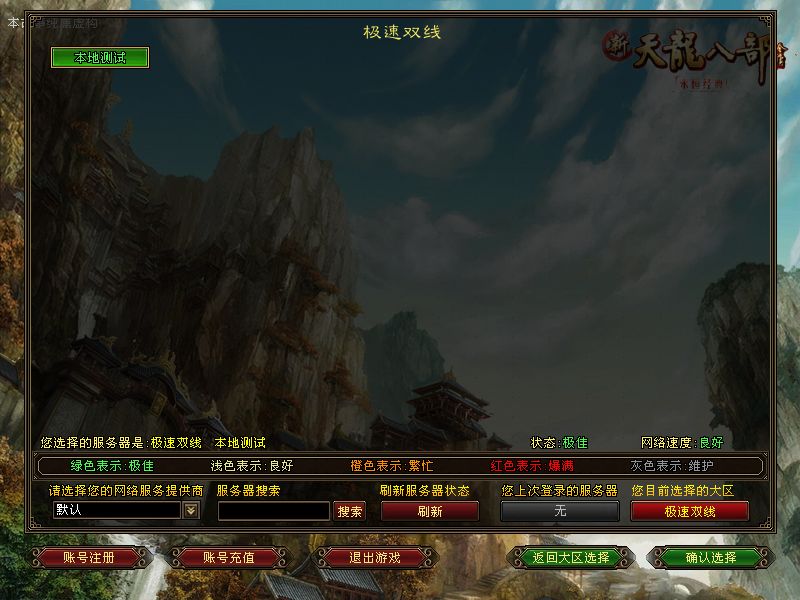 极速双线
本地测试
新天龍八部
永恒经典!
您选择的服务器是:极速双线 本地测试 状态:极佳 网络速度:良好
绿色表示:极佳 浅色表示:良好 橙色表示:繁忙 红色表示:爆满 灰色表示:維护
请选择您的网络服务提供商 服务器搜索 刷新服务器状态 您上次登录的服务器 您目前选择的大区
默认 搜索 刷新 无 极速双线
账号注册 账号充值 退出游戏 返回大区选择 确认选择